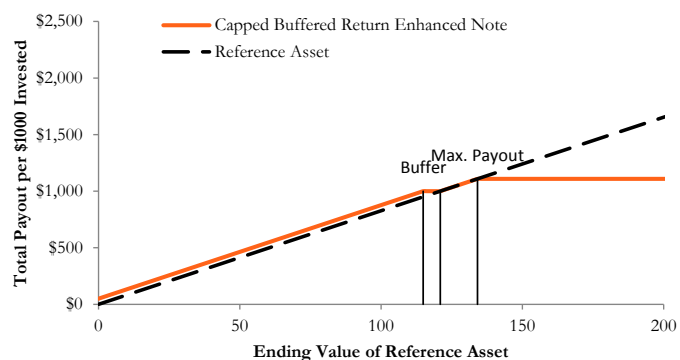 Capped Buffered Return Enhanced Note
Reference Asset
$2,500
$2,000
$1,500
$1,000
$500
$0
Total Payout per $1000 Invested
Max. Payout
Buffer
0
50
100
150
200
Ending Value of Reference Asset